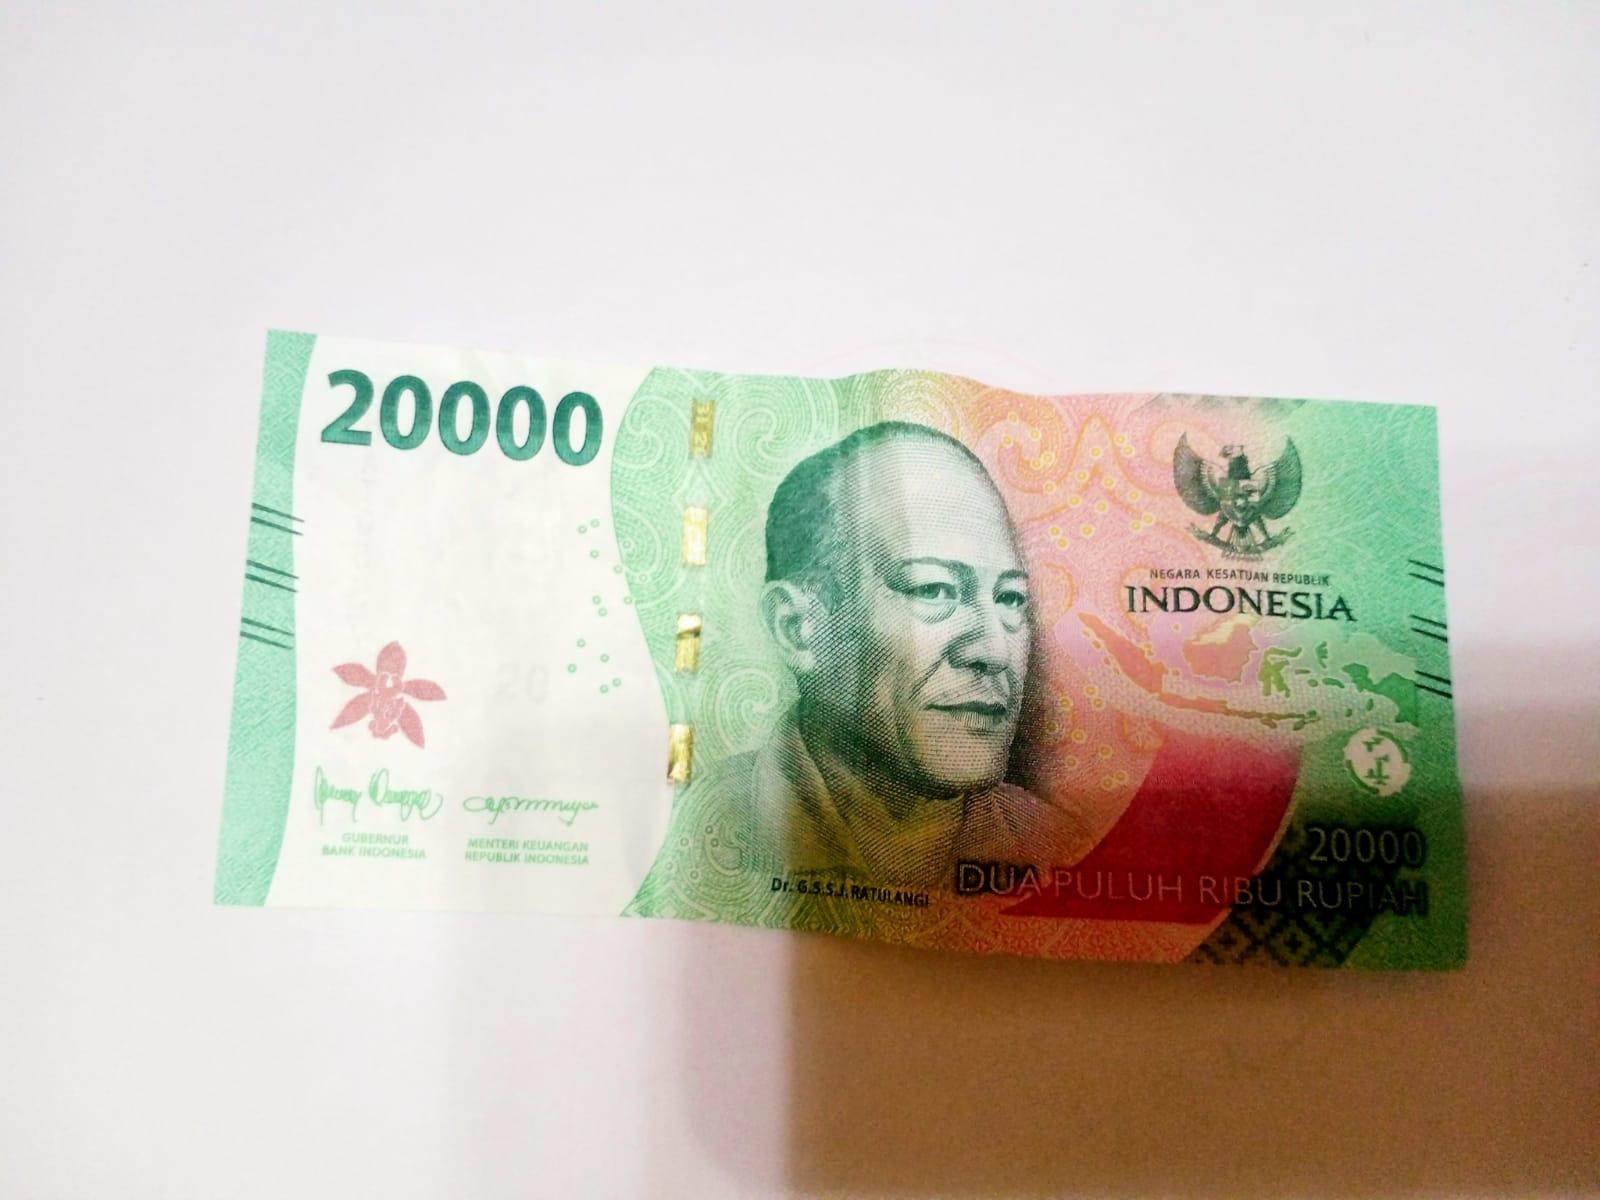 20000
20
GUBERNUR
BANK INDONESIA
MENTERI KEUANGAN
REPUBLIK INDONESIA
Dr. G.S.S.J. RATULANGI
NEGARA KESATUAN REPUBLIK
INDONESIA
20000
DUA PULUH RIBU RUPIAH